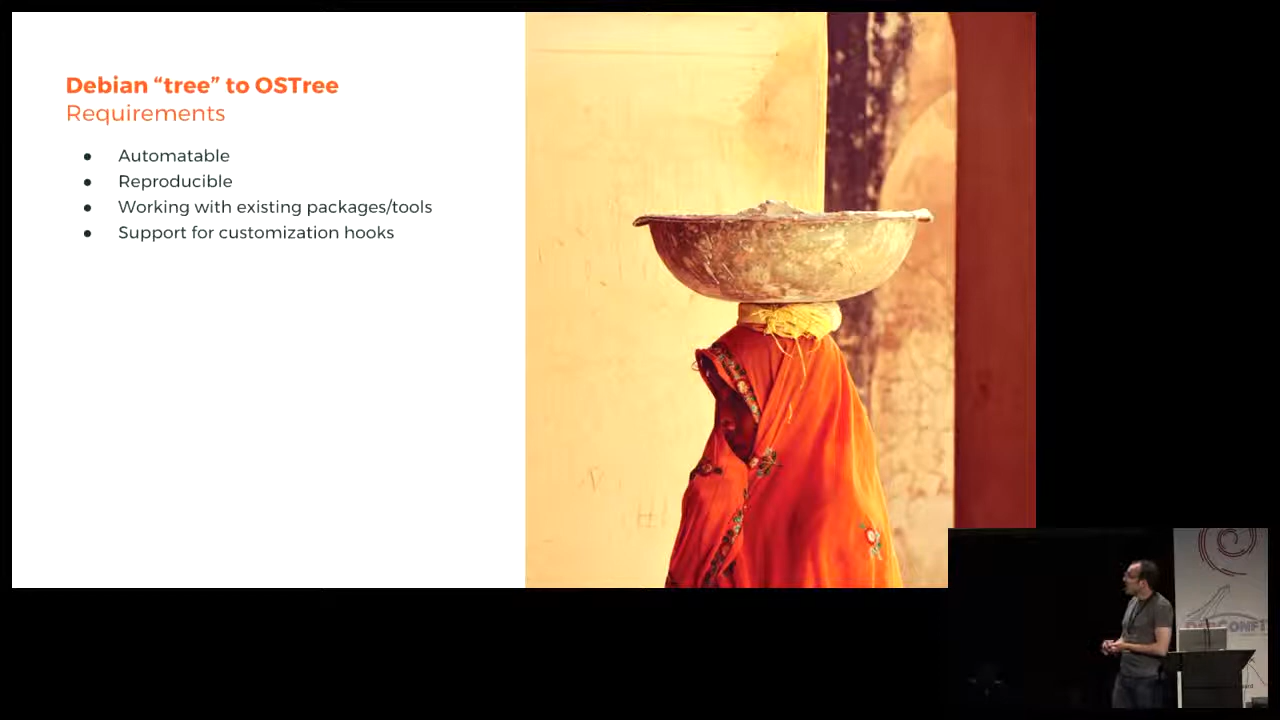 Debian “tree” to OSTree
Requirements
● Automatable
● Reproducible
● Working with existing packages/tools
● Support for customization hooks